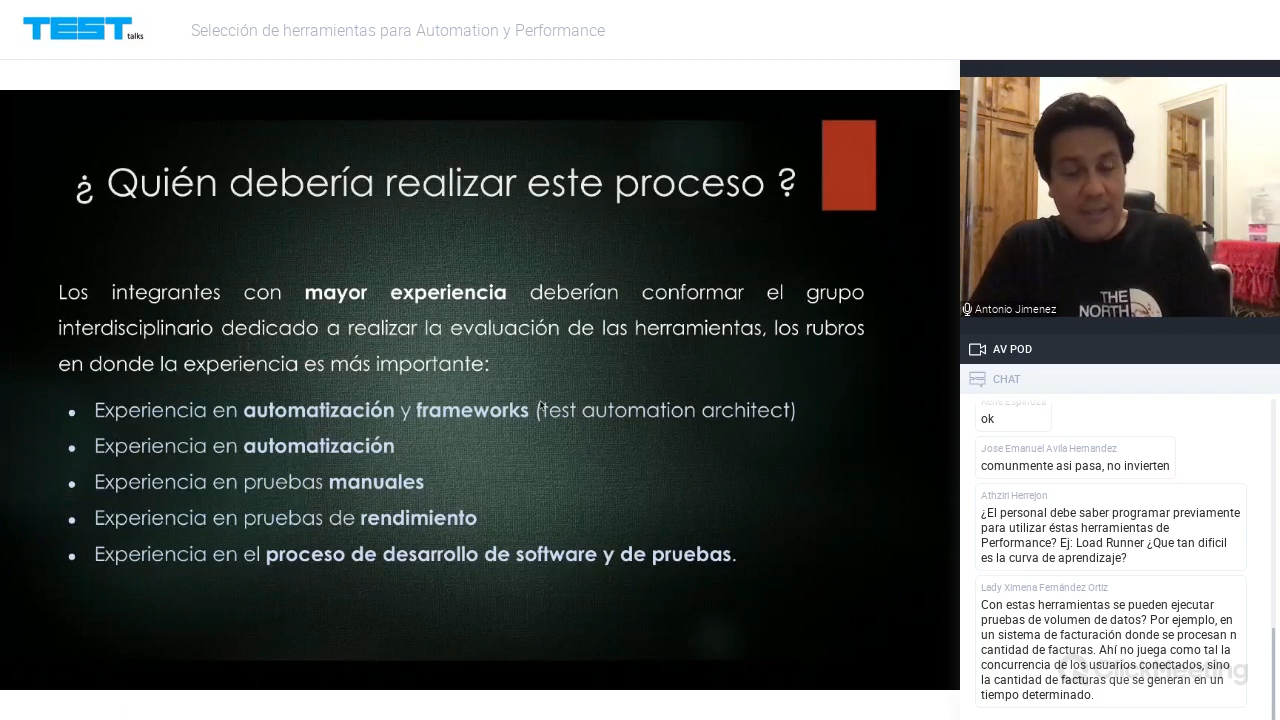 TEST talks
Selección de herramientas para Automation y Performance
¿ Quién debería realizar este proceso ?
Los integrantes con mayor experiencia deberían conformar el grupo
interdisciplinario dedicado a realizar la evaluación de las herramientas, los rubros
en donde la experiencia es más importante:
• Experiencia en automatización y frameworks (test automation architect)
• Experiencia en automatización
• Experiencia en pruebas manuales
• Experiencia en pruebas de rendimiento
• Experiencia en el proceso de desarrollo de software y de pruebas.
THE
NORTH
Antonio Jimenez
AV POD
CHAT
ok
Jose Emanuel Avila Hernandez
comunmente asi pasa, no invierten
Athziri Herrejon
¿El personal debe saber programar previamente
para utilizar éstas herramientas de
Performance? Ej: Load Runner ¿Que tan dificil
es la curva de aprendizaje?
Lady Ximena Fernández Ortiz
Con estas herramientas se pueden ejecutar
pruebas de volumen de datos? Por ejemplo, en
un sistema de facturación donde se procesan n
cantidad de facturas. Ahí no juega como tal la
concurrencia de los usuarios conectados, sino
la cantidad de facturas que se generan en un
tiempo determinado.
ClickMeeting